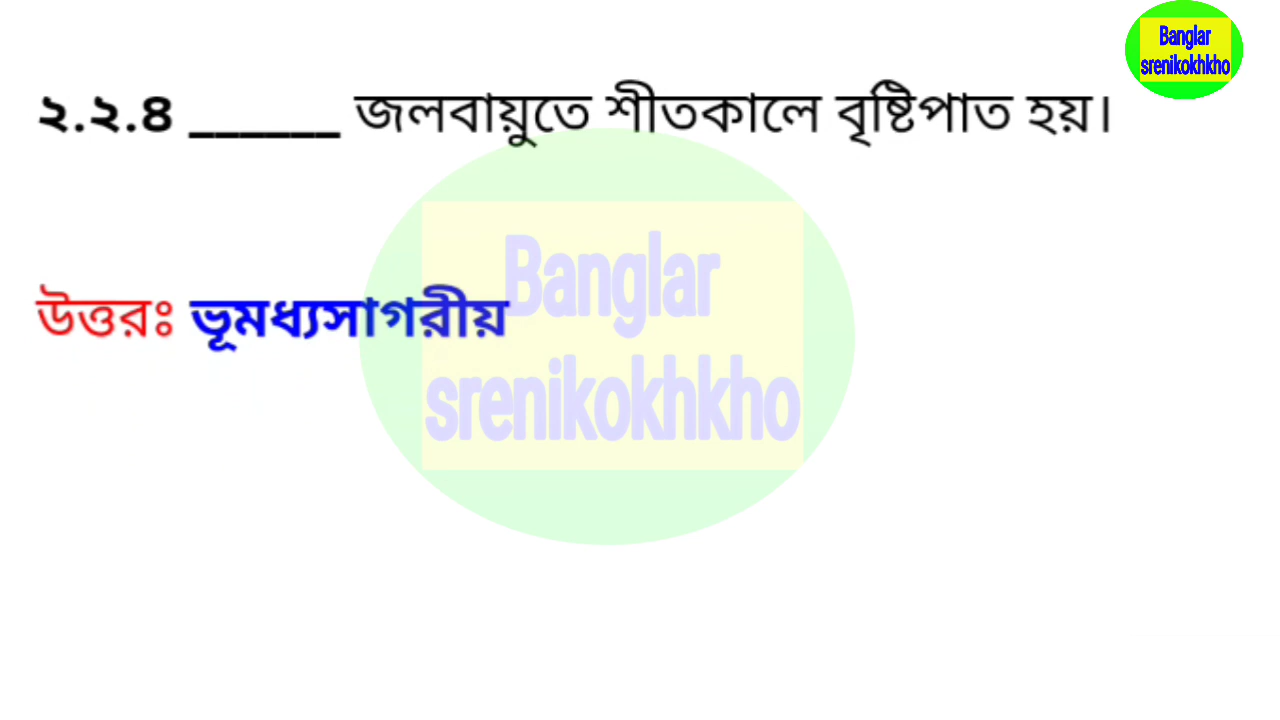 Banglar
srenikokhkho
২.২.৪ ______ জলবায়ুতে শীতকালে বৃষ্টিপাত হয়।
উত্তরঃ ভূমধ্যসাগরীয়
Banglar
srenikokhkho